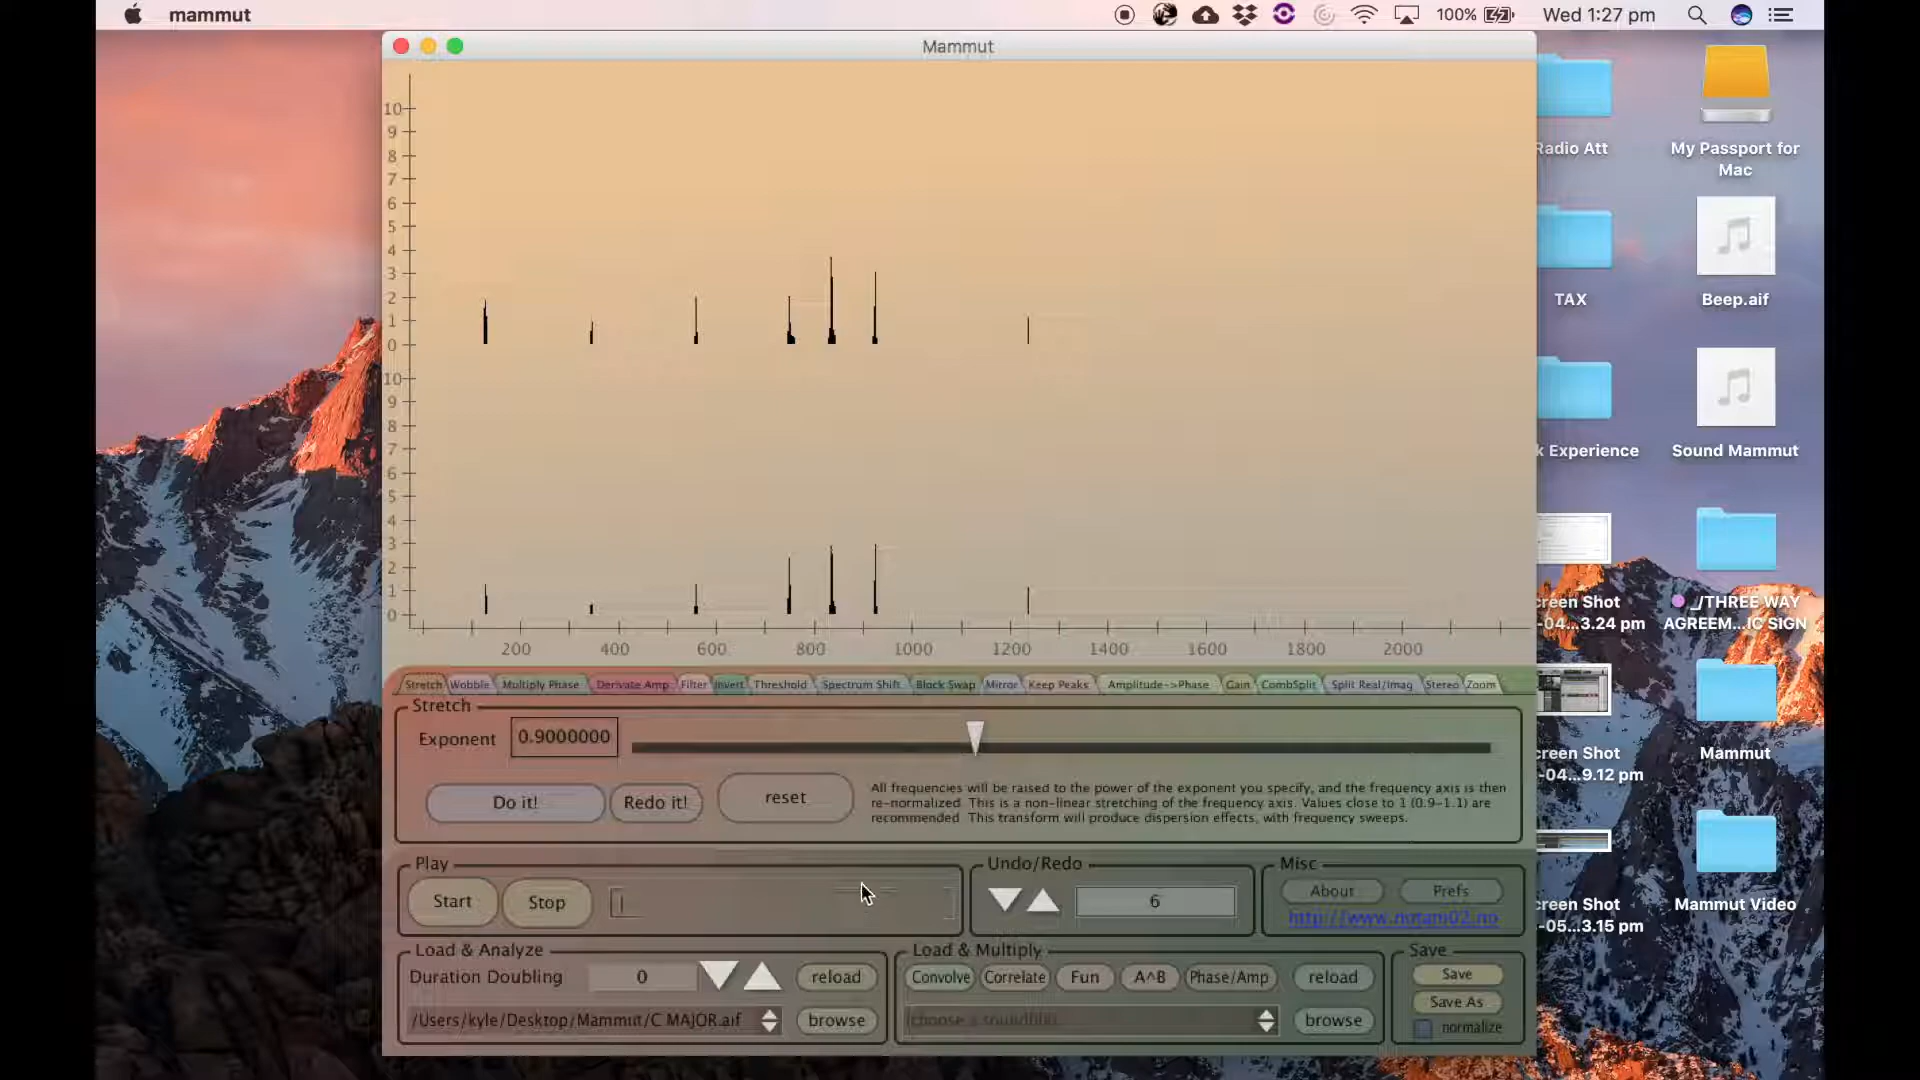 mammut
100%
Wed 1:27 pm
Mammut
10
9
8
7
6
5
4
3
2
1
0
10
9
8
7
6
5
4
3
2
1
0
200 400 600 800 1000 1200 1400 1600 1800 2000
Stretch Wobble Multiply Phase Derivate Amp Filter Invert Threshold Spectrum Shift Block Swap Mirror Keep Peaks Amplitude->Phase Gain CombSplit Split Real/Imag Stereo Zoom
Stretch
Exponent 0.9000000
Do it! Redo it! reset
All frequencies will be raised to the power of the exponent you specify, and the frequency axis is then
re-normalized. This is a non-linear stretching of the frequency axis. Values close to 1 (0.9-1.1) are
recommended. This transform will produce dispersion effects, with frequency sweeps.
Play
Start Stop
Undo/Redo
6
Misc
About Prefs
http://www.notam02.no
Load & Analyze
Duration Doubling 0 reload
/Users/kyle/Desktop/Mammut/C MAJOR.aif browse
Load & Multiply
Convolve Correlate Fun A^B Phase/Amp reload
browse
Save
Save
Save As
normalize
Radio Att
TAX
k Experience
creen Shot
-04...3.24 pm
creen Shot
-04...9.12 pm
creen Shot
-05...3.15 pm
My Passport for
Mac
Beep.aif
Sound Mammut
_/THREE WAY
AGREEM...IC SIGN
Mammut
Mammut Video